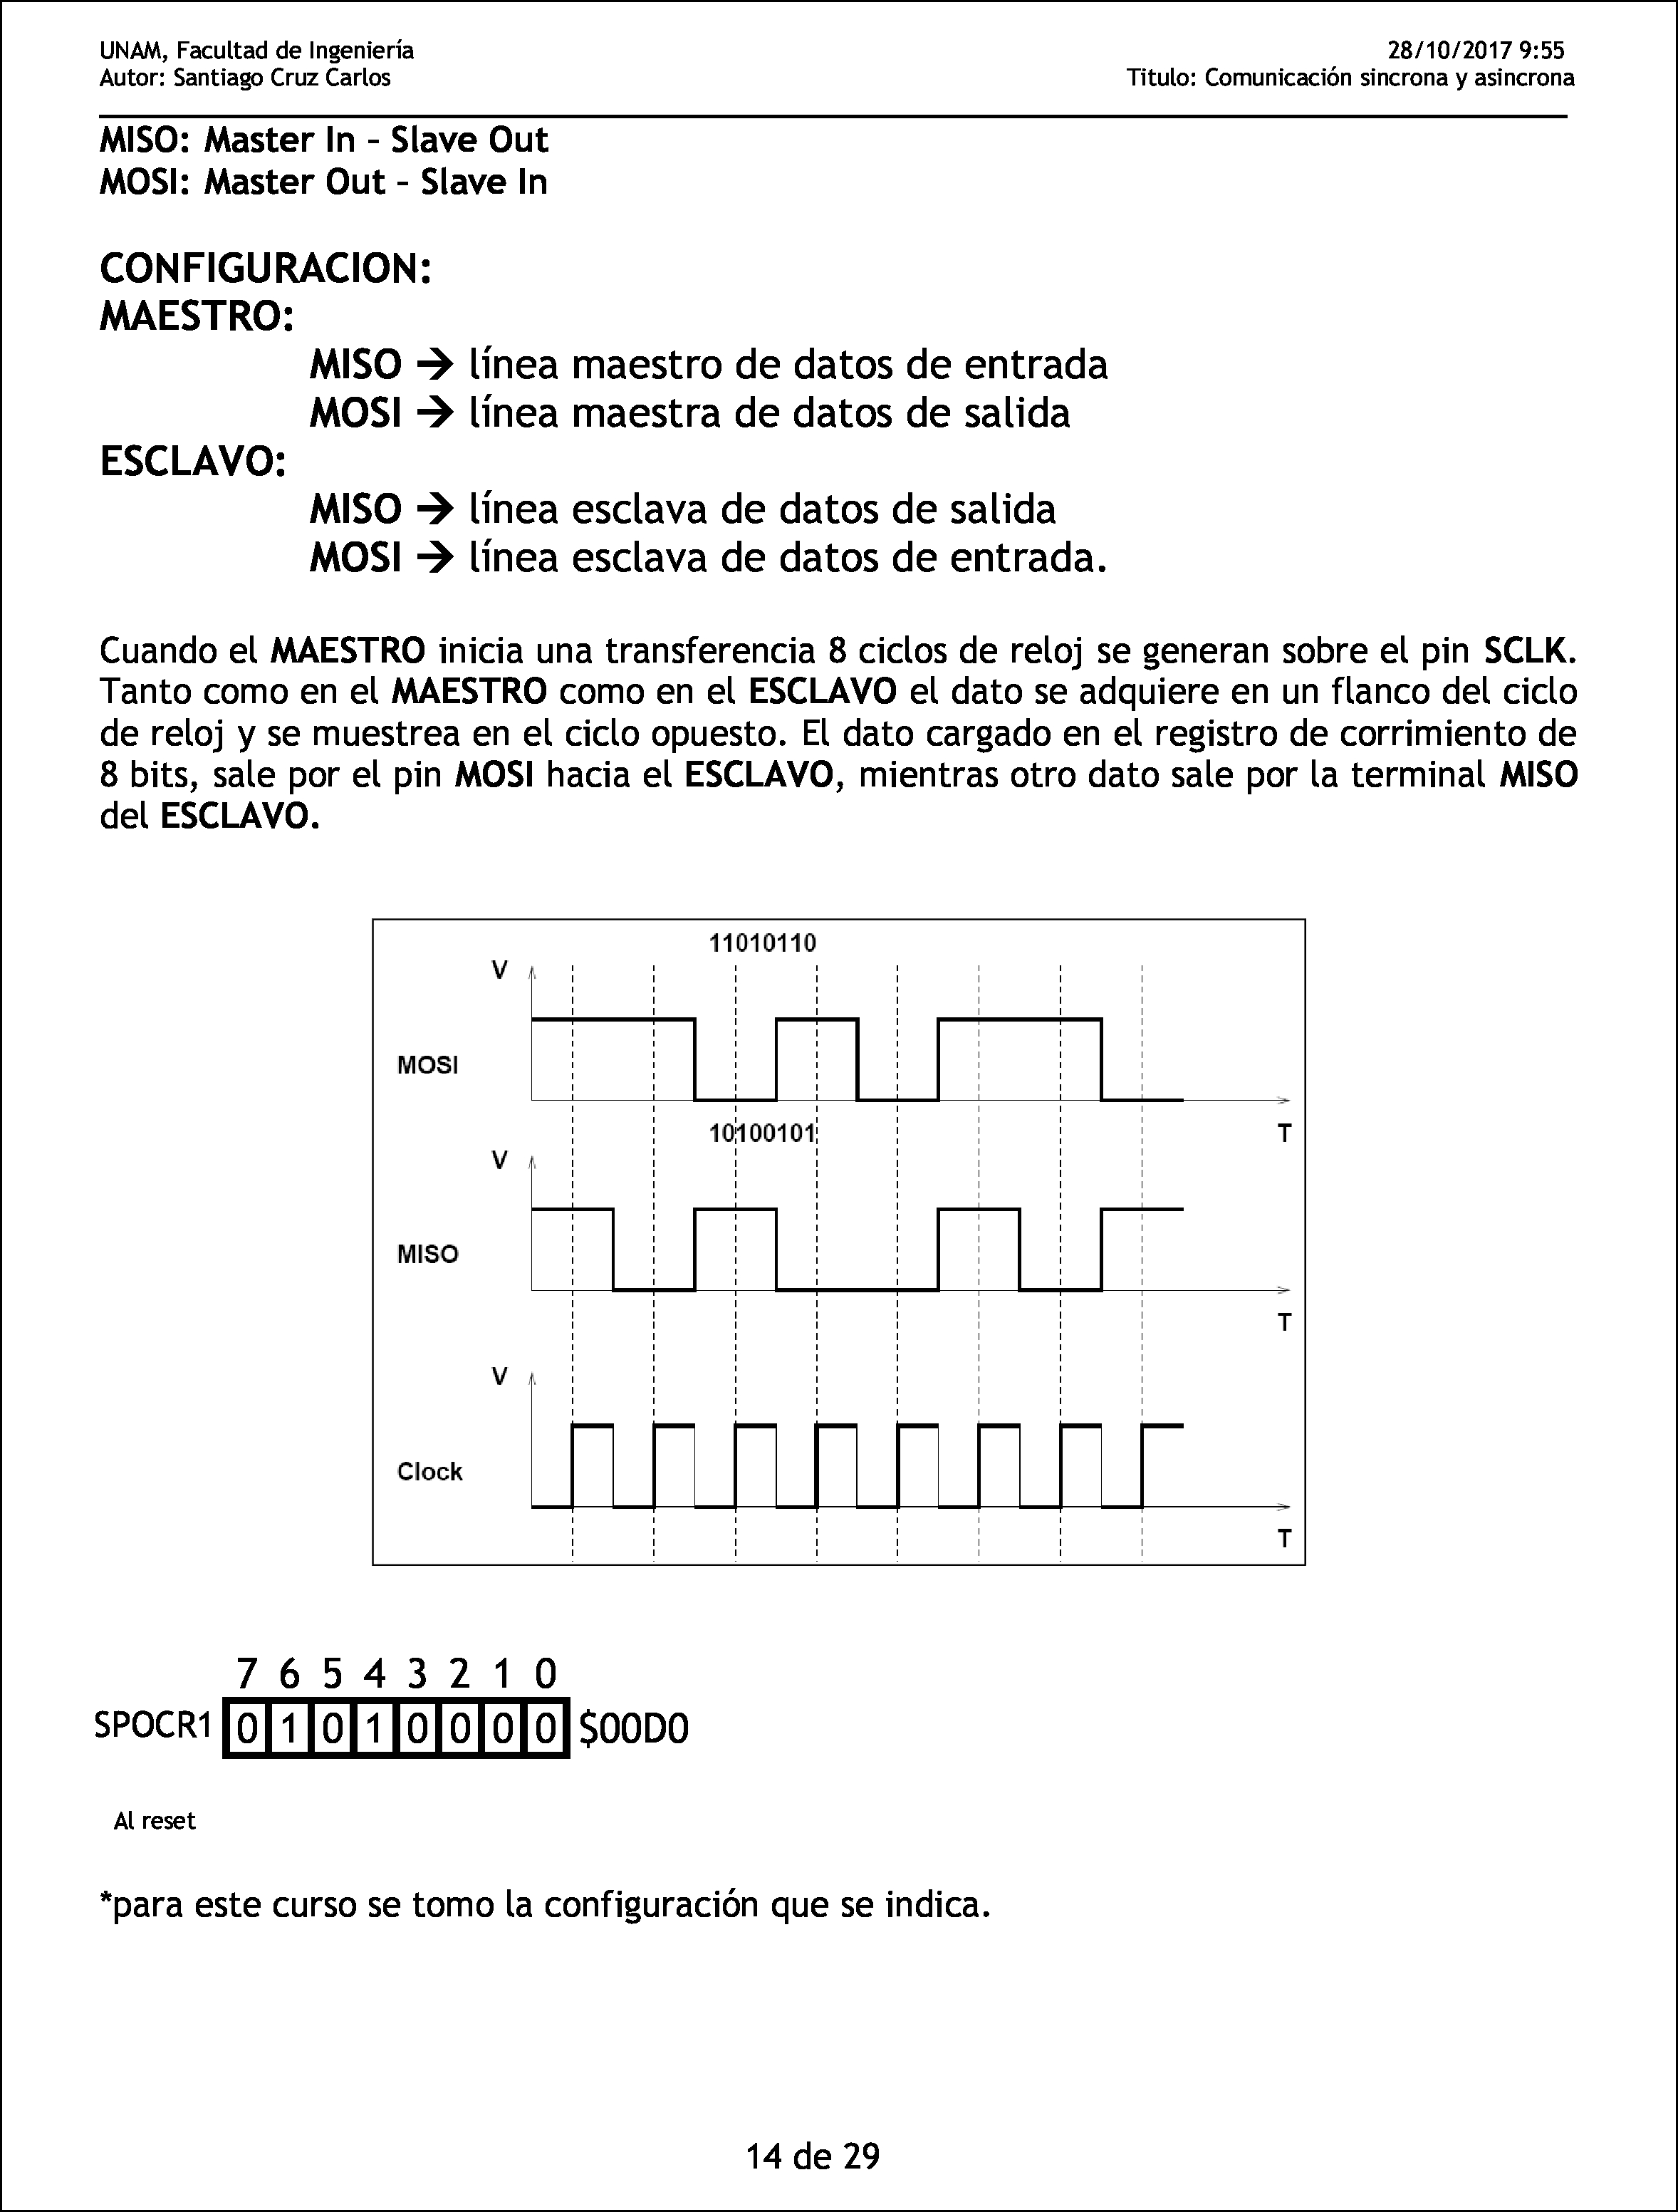 UNAM, Facultad de Ingeniería 28/10/2017 9:55
Autor: Santiago Cruz Carlos Titulo: Comunicación sincrona y asincrona
MISO: Master In – Slave Out
MOSI: Master Out – Slave In
CONFIGURACION:
MAESTRO:
MISO → línea maestro de datos de entrada
MOSI → línea maestra de datos de salida
ESCLAVO:
MISO → línea esclava de datos de salida
MOSI → línea esclava de datos de entrada.
Cuando el MAESTRO inicia una transferencia 8 ciclos de reloj se generan sobre el pin SCLK.
Tanto como en el MAESTRO como en el ESCLAVO el dato se adquiere en un flanco del ciclo
de reloj y se muestrea en el ciclo opuesto. El dato cargado en el registro de corrimiento de
8 bits, sale por el pin MOSI hacia el ESCLAVO, mientras otro dato sale por la terminal MISO
del ESCLAVO.
11010110
V
MOSI
T
10100101
V
MISO
T
V
Clock
T
7 6 5 4 3 2 1 0
SPOCR1 0 1 0 1 0 0 0 0 $00D0
Al reset
*para este curso se tomo la configuración que se indica.
14 de 29